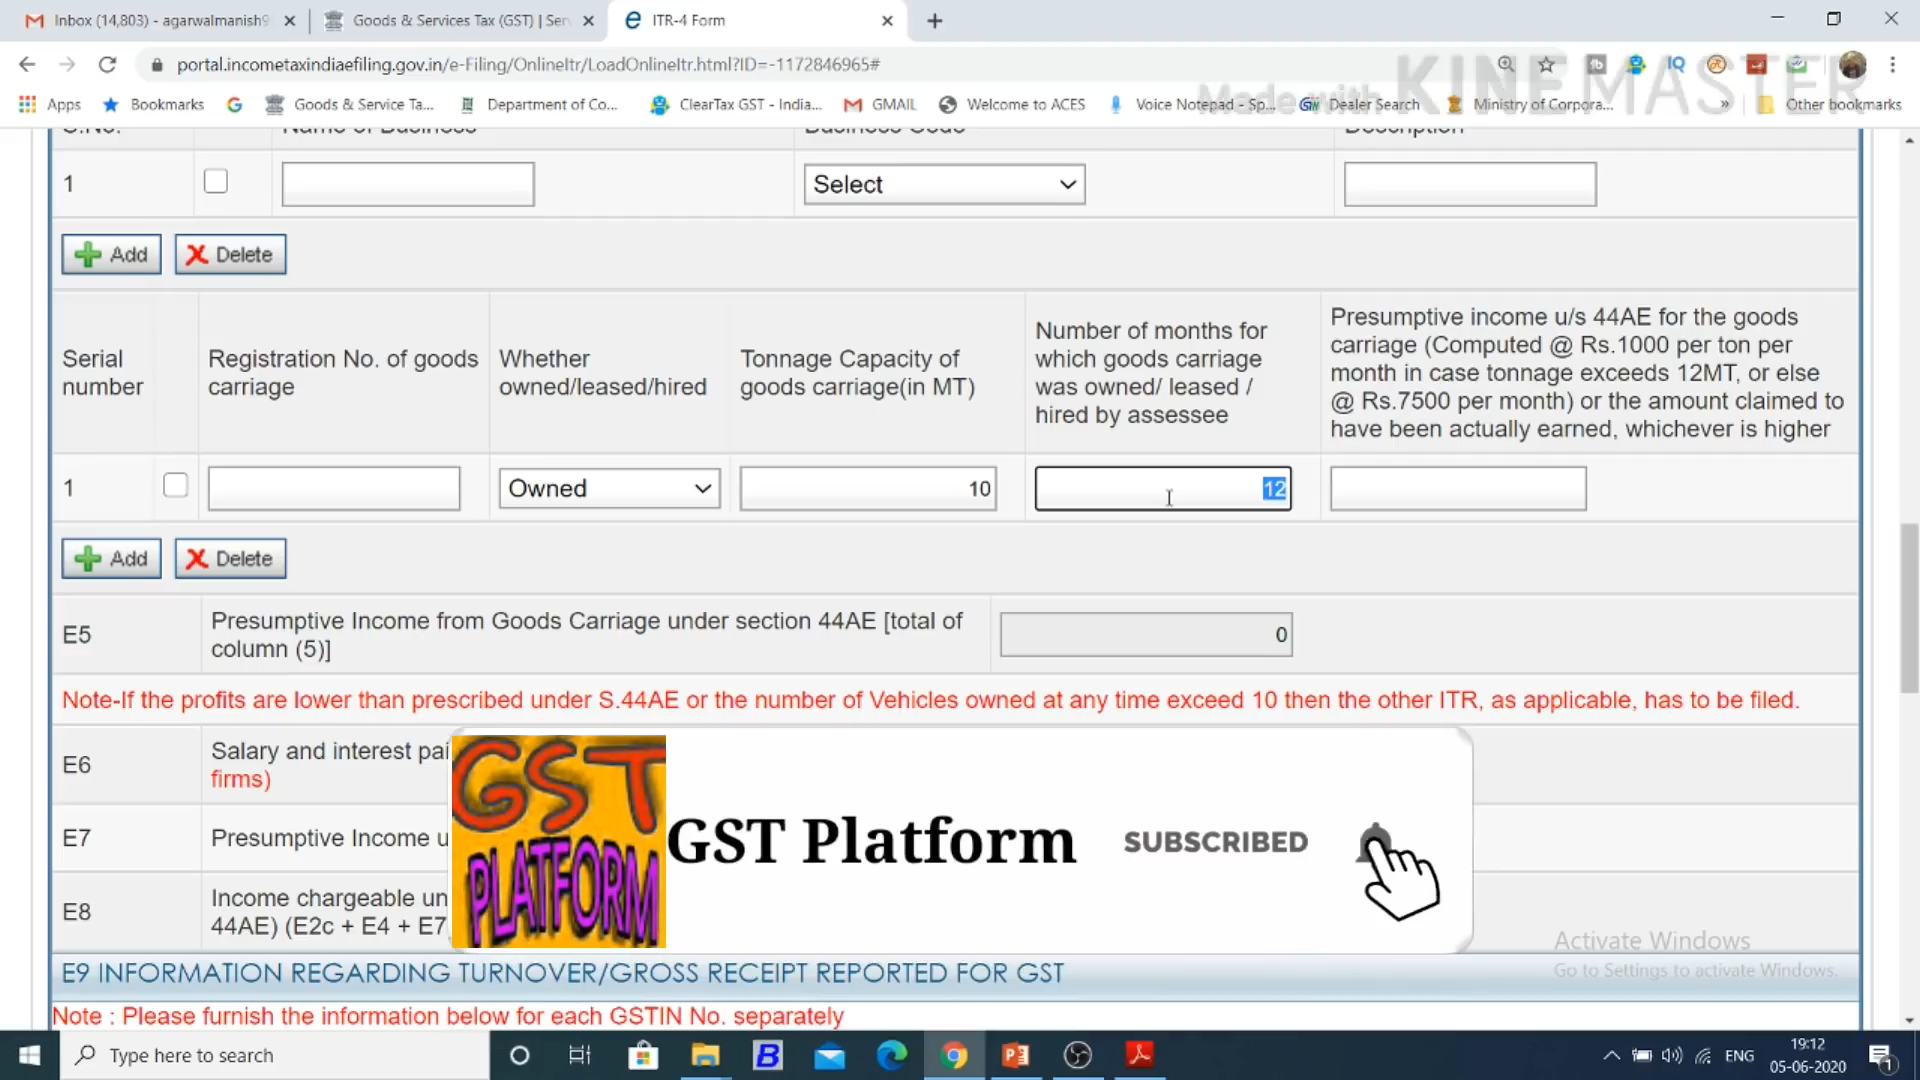 Inbox (14,803) - agarwalmanish9
Goods & Services Tax (GST) | Ser
ITR-4 Form
portal.incometaxindiaefiling.gov.in/e-Filing/OnlineItr/LoadOnlineItr.html?ID=-1172846965#
Made with KINEMASTER
Apps
Bookmarks
Goods & Service Ta...
Department of Co...
ClearTax GST - India...
GMAIL
Welcome to ACES
Voice Notepad - Sp...
Dealer Search
Ministry of Corpora...
»
Other bookmarks
S.No.
Name of Business
Business Code
Description
1
Select
Add
Delete
Serial number
Registration No. of goods carriage
Whether owned/leased/hired
Tonnage Capacity of goods carriage(in MT)
Number of months for which goods carriage was owned/ leased / hired by assessee
Presumptive income u/s 44AE for the goods carriage (Computed @ Rs.1000 per ton per month in case tonnage exceeds 12MT, or else @ Rs.7500 per month) or the amount claimed to have been actually earned, whichever is higher
1
Owned
10
12
Add
Delete
E5
Presumptive Income from Goods Carriage under section 44AE [total of column (5)]
0
Note-If the profits are lower than prescribed under S.44AE or the number of Vehicles owned at any time exceed 10 then the other ITR, as applicable, has to be filed.
E6
Salary and interest pai
firms)
E7
Presumptive Income u
E8
Income chargeable un
44AE) (E2c + E4 + E7
GST PLATFORM
GST Platform
SUBSCRIBED
Activate Windows
Go to Settings to activate Windows.
E9 INFORMATION REGARDING TURNOVER/GROSS RECEIPT REPORTED FOR GST
Note : Please furnish the information below for each GSTIN No. separately
Type here to search
ENG
19:12
05-06-2020
1